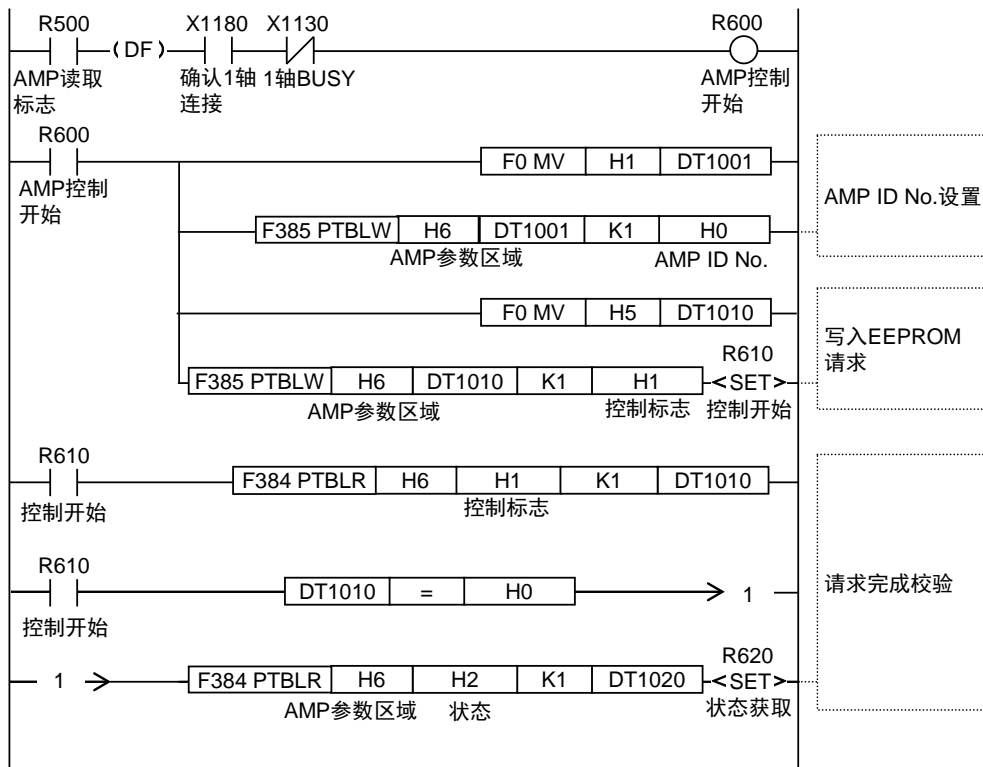 R500 X1180 X1130 R600
(DF)
AMP读取标志 确认1轴连接 1轴BUSY AMP控制开始
R600
AMP控制开始
F0 MV H1 DT1001
AMP ID No.设置
F385 PTBLW H6 DT1001 K1 H0
AMP参数区域 AMP ID No.
F0 MV H5 DT1010
写入EEPROM
请求
R610
F385 PTBLW H6 DT1010 K1 H1 <SET>
AMP参数区域 控制标志 控制开始
R610
F384 PTBLR H6 H1 K1 DT1010
控制开始 控制标志
R610
DT1010 = H0 1
请求完成校验
控制开始
R620
1 F384 PTBLR H6 H2 K1 DT1020 <SET>
AMP参数区域 状态 状态获取